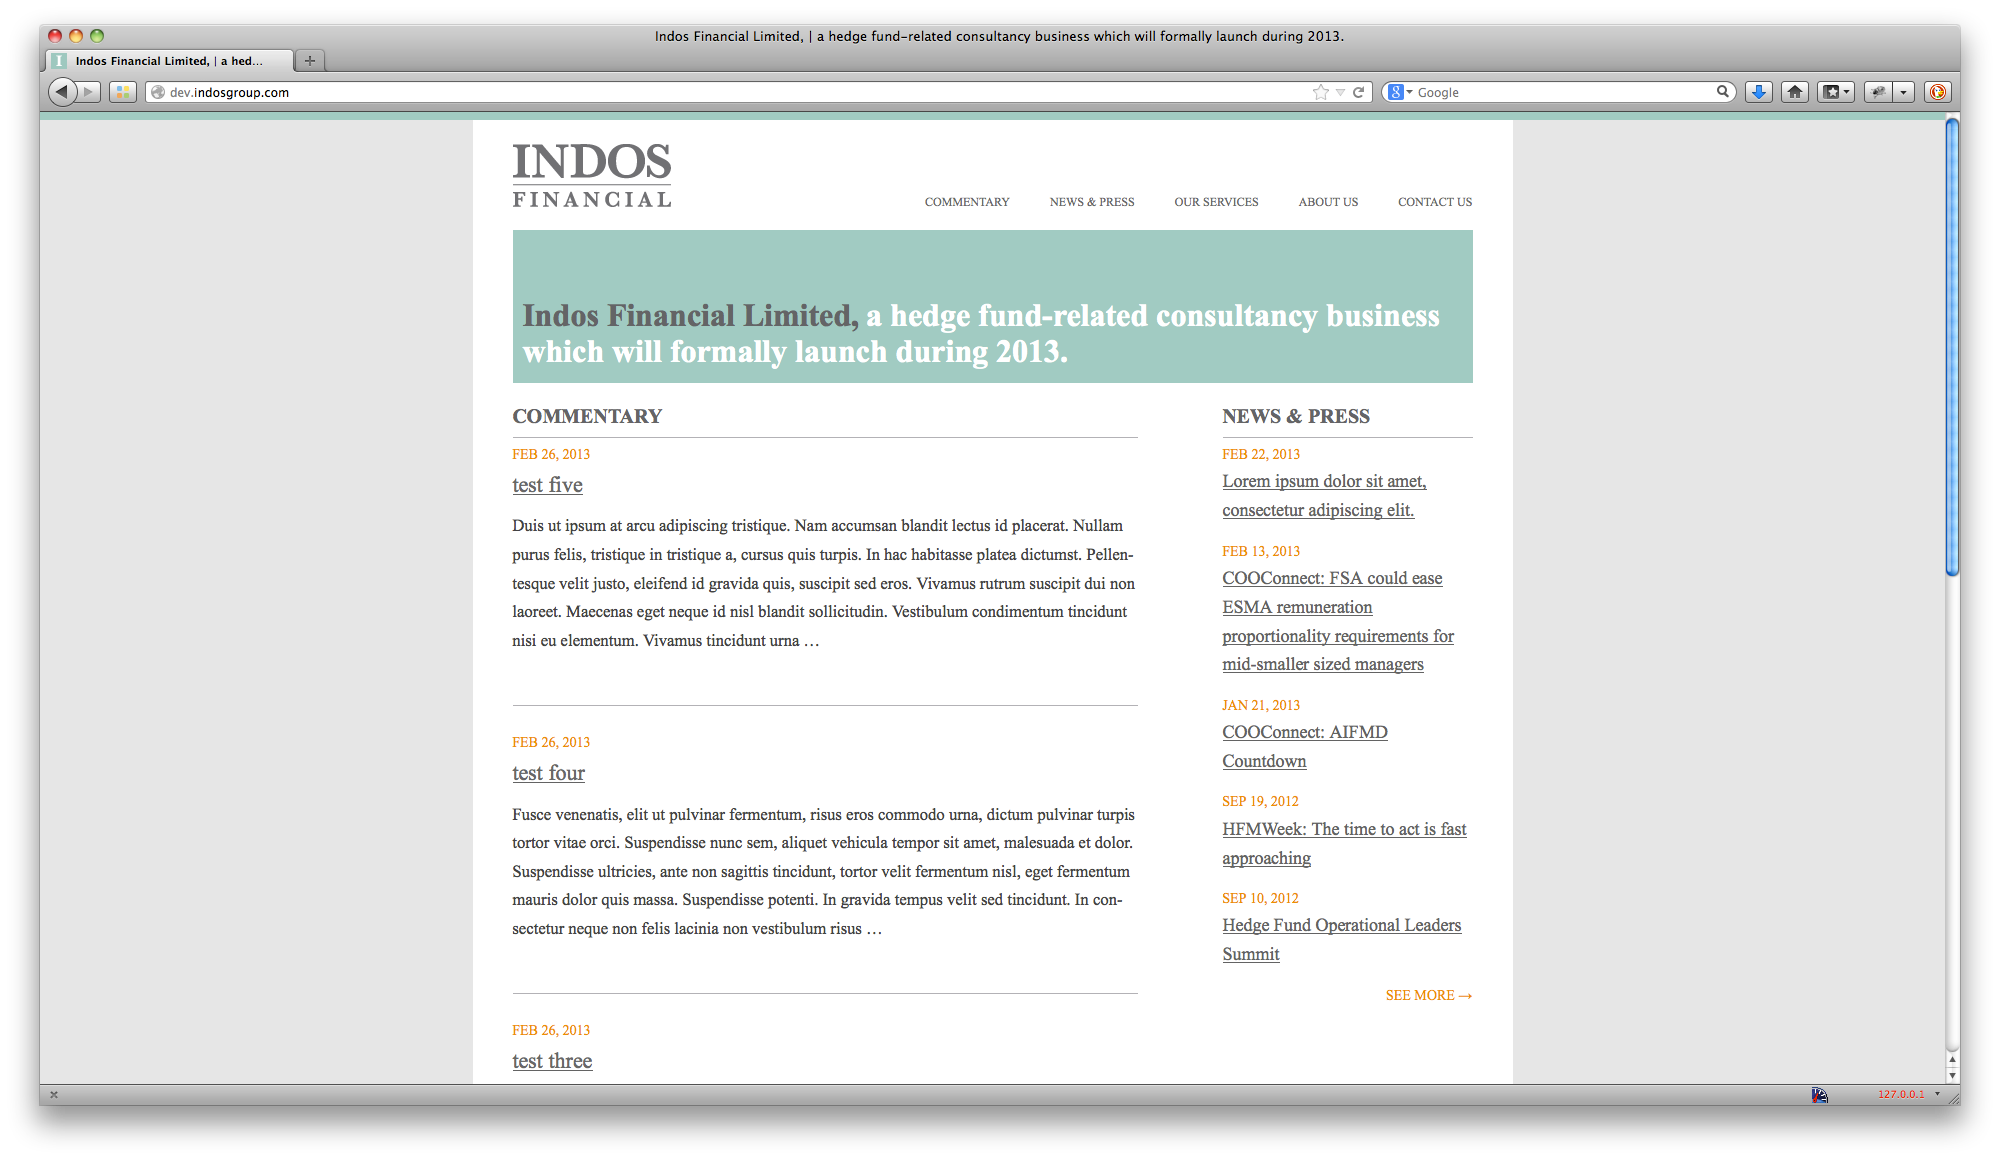 Indos Financial Limited, | a hedge fund-related consultancy business which will formally launch during 2013.
I Indos Financial Limited, | a hed...
dev.indosgroup.com
Google
INDOS
FINANCIAL
COMMENTARY NEWS & PRESS OUR SERVICES ABOUT US CONTACT US
Indos Financial Limited, a hedge fund-related consultancy business
which will formally launch during 2013.
COMMENTARY
FEB 26, 2013
test five
Duis ut ipsum at arcu adipiscing tristique. Nam accumsan blandit lectus id placerat. Nullam
purus felis, tristique in tristique a, cursus quis turpis. In hac habitasse platea dictumst. Pellen-
tesque velit justo, eleifend id gravida quis, suscipit sed eros. Vivamus rutrum suscipit dui non
laoreet. Maecenas eget neque id nisl blandit sollicitudin. Vestibulum condimentum tincidunt
nisi eu elementum. Vivamus tincidunt urna …
FEB 26, 2013
test four
Fusce venenatis, elit ut pulvinar fermentum, risus eros commodo urna, dictum pulvinar turpis
tortor vitae orci. Suspendisse nunc sem, aliquet vehicula tempor sit amet, malesuada et dolor.
Suspendisse ultricies, ante non sagittis tincidunt, tortor velit fermentum nisl, eget fermentum
mauris dolor quis massa. Suspendisse potenti. In gravida tempus velit sed tincidunt. In con-
sectetur neque non felis lacinia non vestibulum risus …
FEB 26, 2013
test three
NEWS & PRESS
FEB 22, 2013
Lorem ipsum dolor sit amet,
consectetur adipiscing elit.
FEB 13, 2013
COOConnect: FSA could ease
ESMA remuneration
proportionality requirements for
mid-smaller sized managers
JAN 21, 2013
COOConnect: AIFMD
Countdown
SEP 19, 2012
HFMWeek: The time to act is fast
approaching
SEP 10, 2012
Hedge Fund Operational Leaders
Summit
SEE MORE →
127.0.0.1